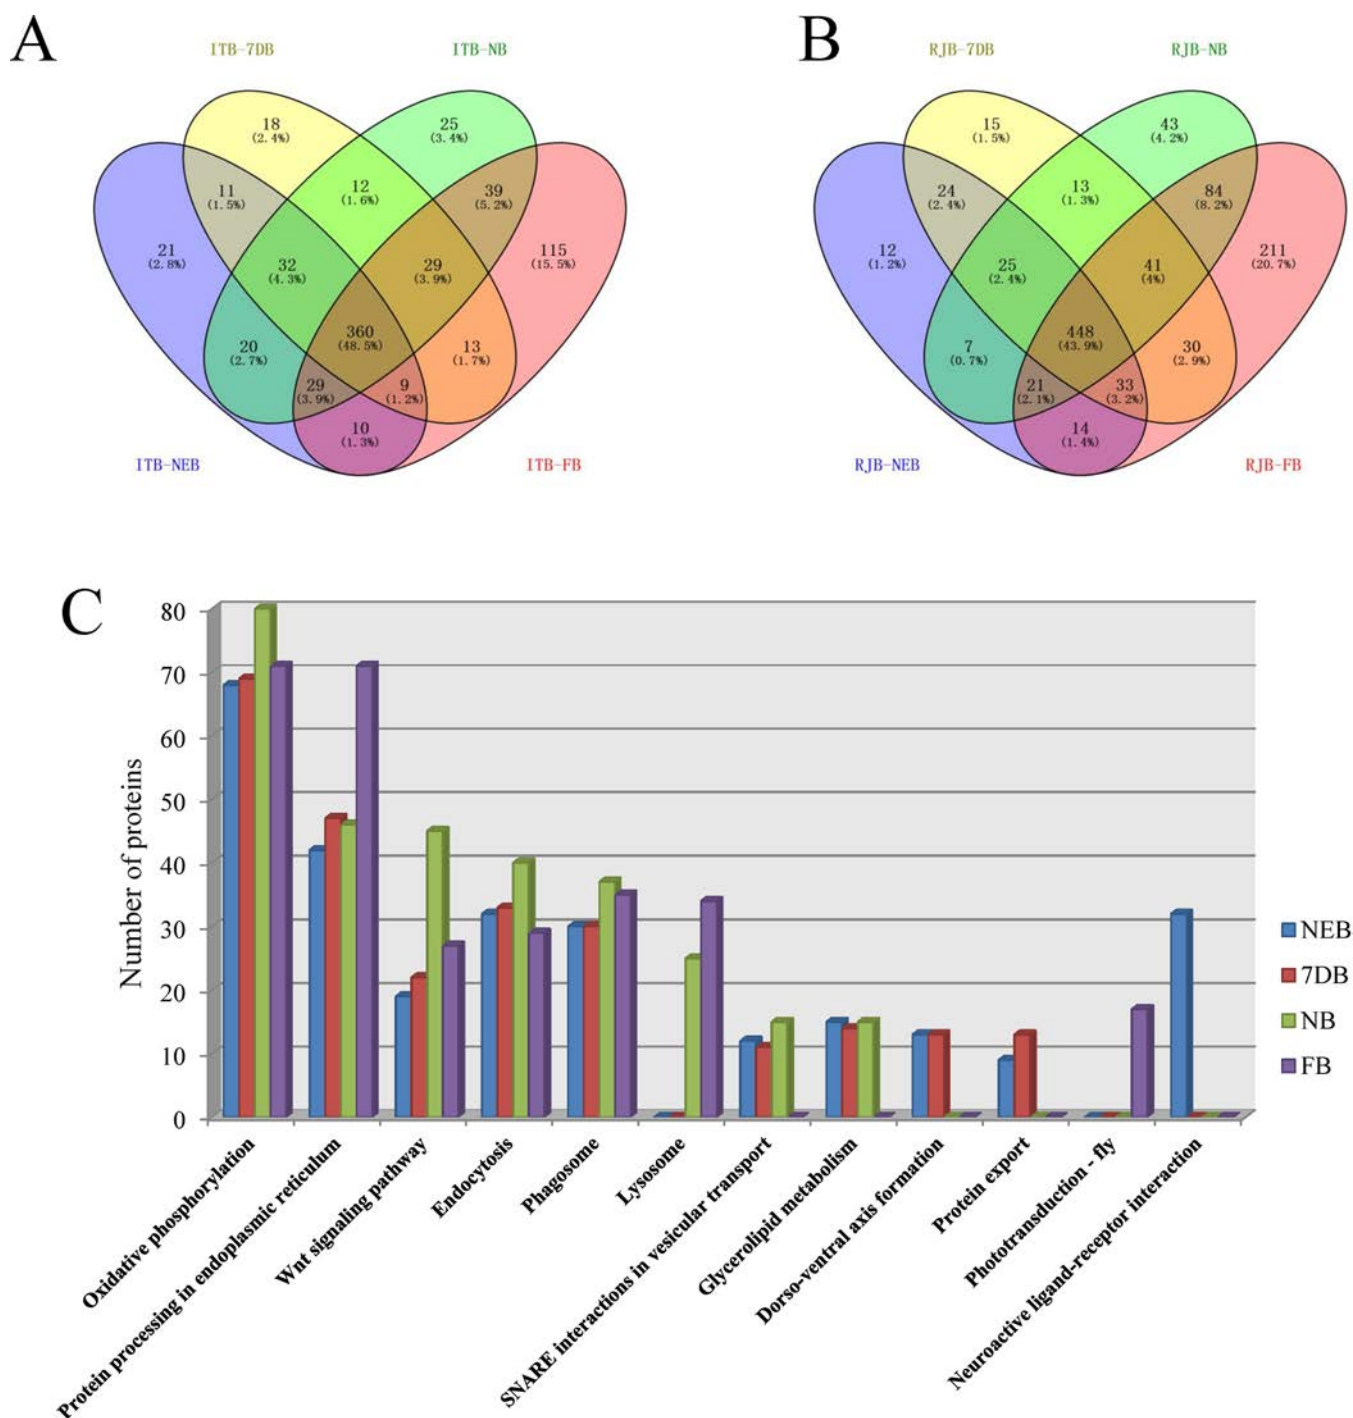 A
B
ITB-7DB
ITB-NB
RJB-7DB
RJB-NB
18
(2.4%)
25
(3.4%)
15
(1.5%)
43
(4.2%)
11
(1.5%)
12
(1.6%)
39
(5.2%)
24
(2.4%)
13
(1.3%)
84
(8.2%)
21
(2.8%)
32
(4.3%)
29
(3.9%)
115
(15.5%)
12
(1.2%)
25
(2.4%)
41
(4%)
211
(20.7%)
20
(2.7%)
360
(48.5%)
13
(1.7%)
7
(0.7%)
448
(43.9%)
30
(2.9%)
29
(3.9%)
9
(1.2%)
21
(2.1%)
33
(3.2%)
10
(1.3%)
14
(1.4%)
ITB-NEB
ITB-FB
RJB-NEB
RJB-FB
C
Number of proteins
80
70
60
50
40
30
20
10
0
Oxidative phosphorylation
Protein processing in endoplasmic reticulum
Wnt signaling pathway
Endocytosis
Phagosome
Lysosome
SNARE interactions in vesicular transport
Glycerolipid metabolism
Dorso-ventral axis formation
Protein export
Phototransduction - fly
Neuroactive ligand-receptor interaction
NEB
7DB
NB
FB